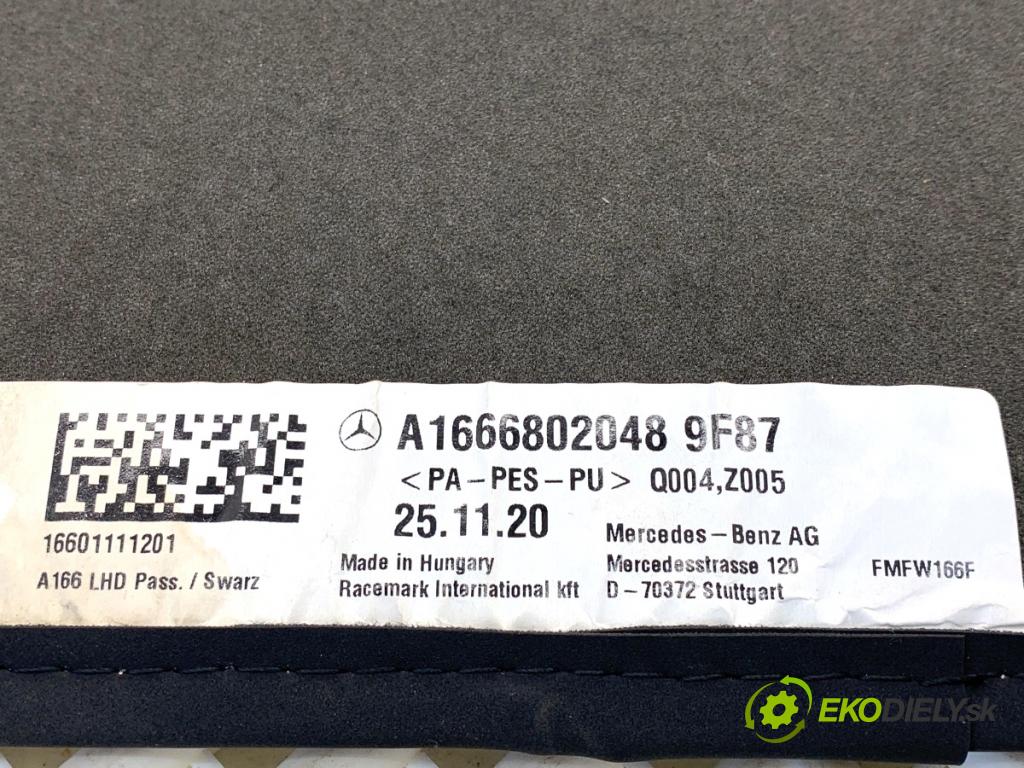 A1666802048 9F87
<PA-PES-PU> Q004,Z005
25.11.20
16601111201
A166 LHD Pass. / Swarz
Made in Hungary
Racemark International kft
Mercedes-Benz AG
Mercedesstrasse 120
D-70372 Stuttgart
FMFW166F
EKODIELY.sk